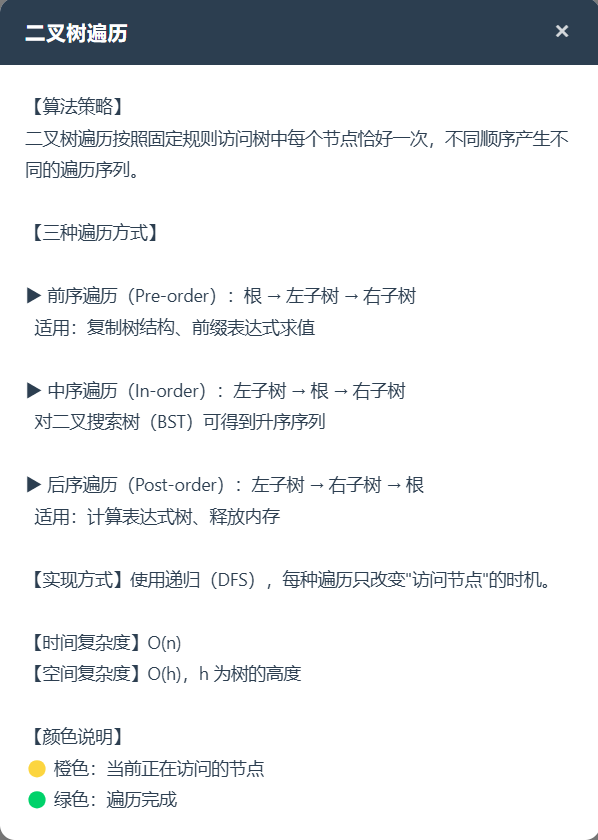 二叉树遍历
×
【算法策略】
二叉树遍历按照固定规则访问树中每个节点恰好一次，不同顺序产生不
同的遍历序列。
【三种遍历方式】
▶ 前序遍历（Pre-order）：根 → 左子树 → 右子树
适用：复制树结构、前缀表达式求值
▶ 中序遍历（In-order）：左子树 → 根 → 右子树
对二叉搜索树（BST）可得到升序序列
▶ 后序遍历（Post-order）：左子树 → 右子树 → 根
适用：计算表达式树、释放内存
【实现方式】使用递归（DFS），每种遍历只改变"访问节点"的时机。
【时间复杂度】O(n)
【空间复杂度】O(h)，h 为树的高度
【颜色说明】
橙色：当前正在访问的节点
绿色：遍历完成